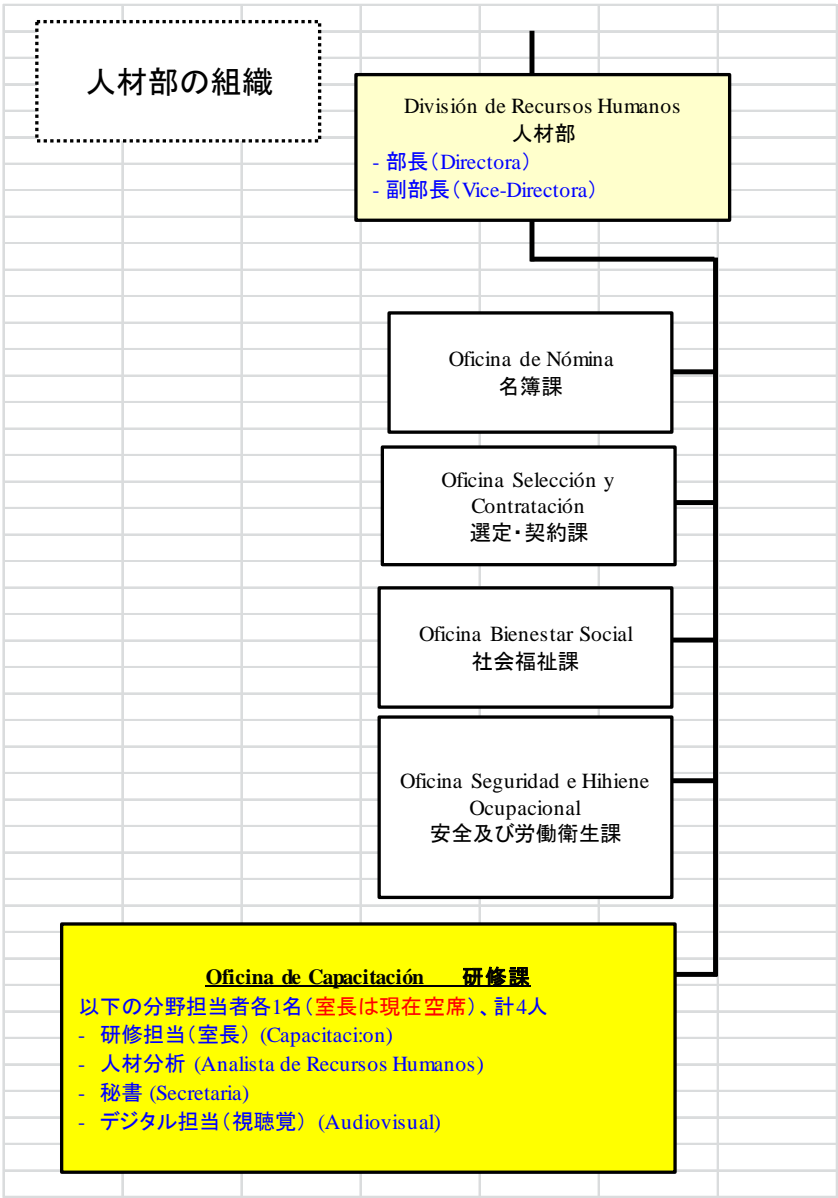 人材部の組織
División de Recursos Humanos
人材部
- 部長（Directora）
- 副部長（Vice-Directora）
Oficina de Nómina
名簿課
Oficina Selección y
Contratación
選定・契約課
Oficina Bienestar Social
社会福祉課
Oficina Seguridad e Hihiene
Ocupacional
安全及び労働衛生課
Oficina de Capacitación 研修課
以下の分野担当者各1名（室長は現在空席）、計4人
- 研修担当（室長） (Capacitaci:on)
- 人材分析 (Analista de Recursos Humanos)
- 秘書 (Secretaria)
- デジタル担当（視聴覚） (Audiovisual)